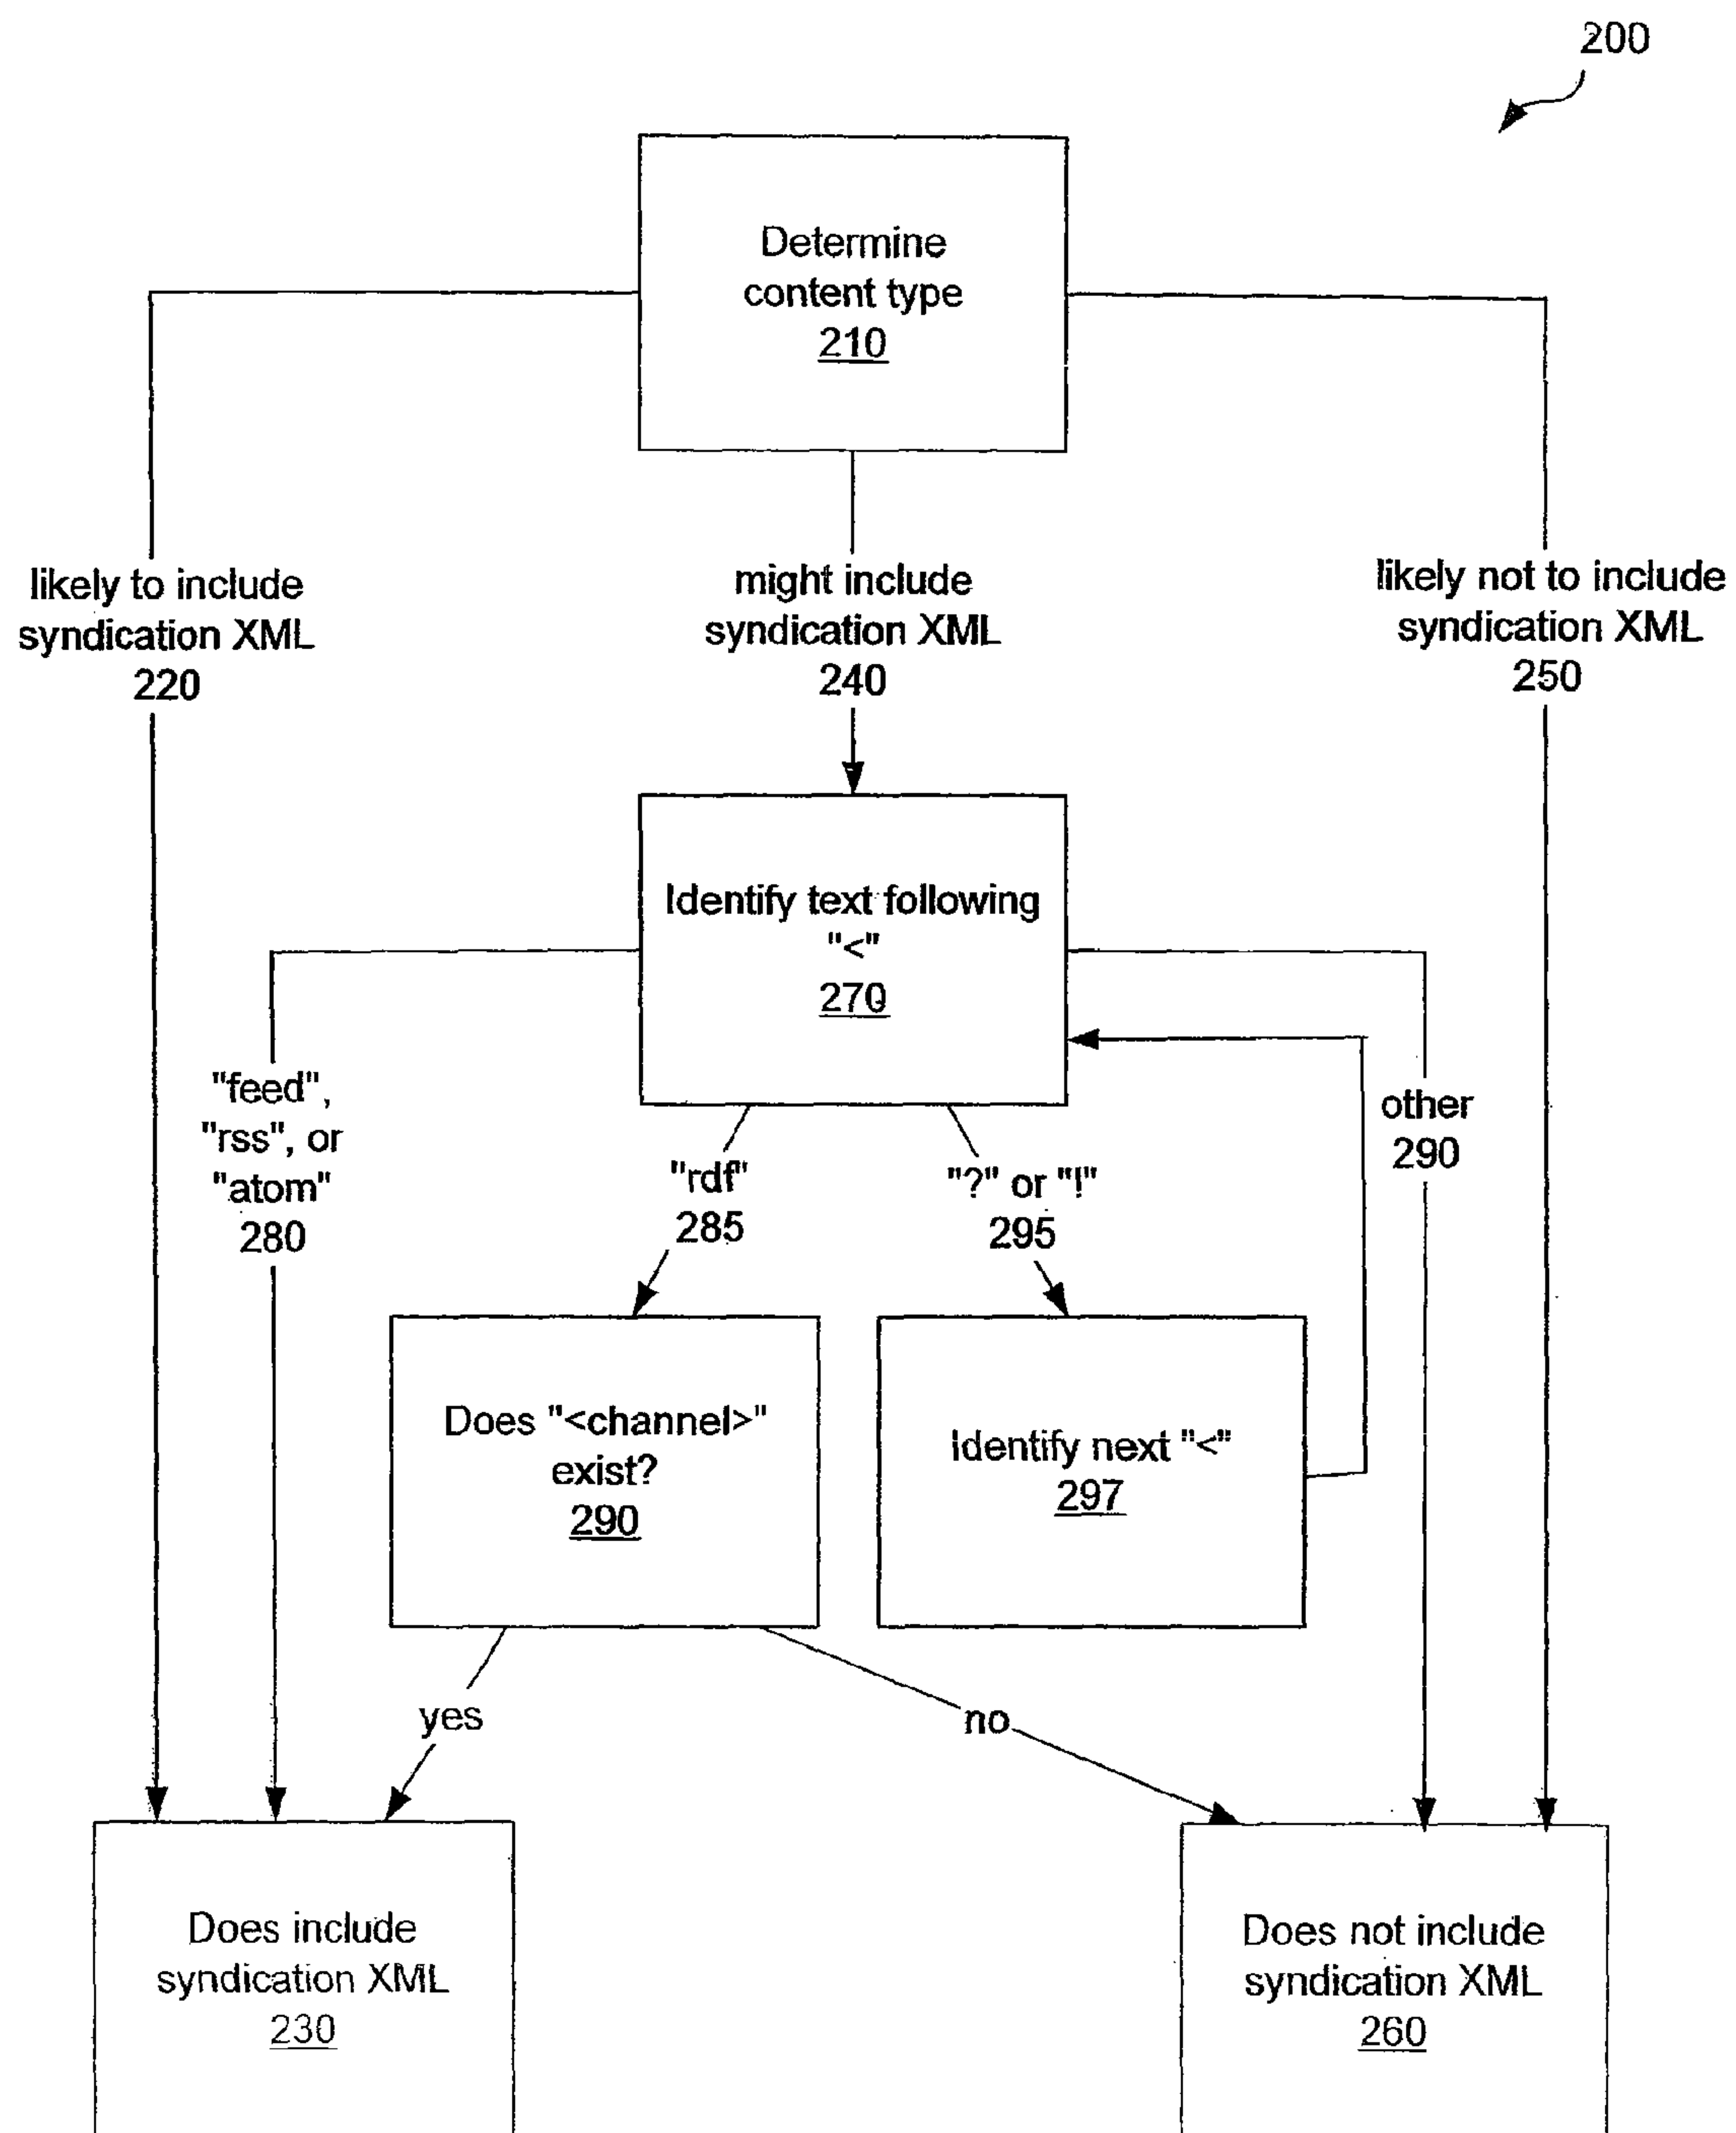 200
Determine
content type
210
likely to include
syndication XML
220
might include
syndication XML
240
likely not to include
syndication XML
250
Identify text following
"<"
270
"feed",
"rss", or
"atom"
280
"rdf"
285
"?" or "!"
295
other
290
Does "<channel>"
exist?
290
Identify next "<"
297
yes
no
Does include
syndication XML
230
Does not include
syndication XML
260